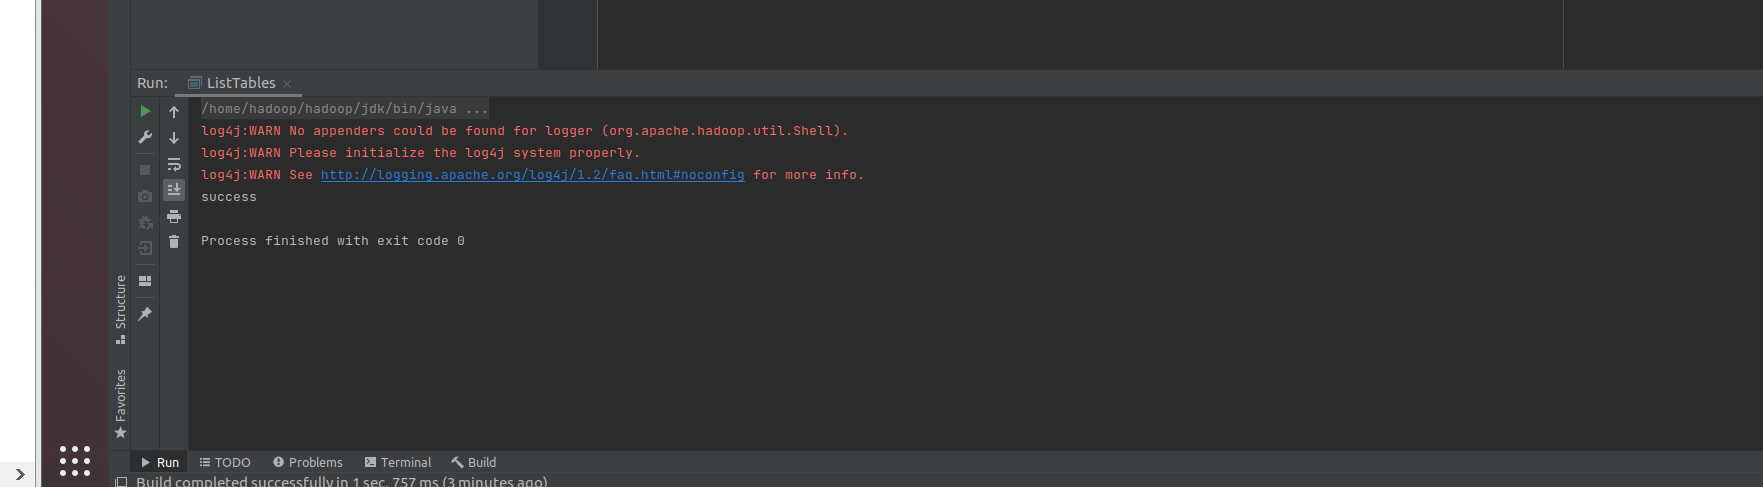 Run: ListTables
/home/hadoop/hadoop/jdk/bin/java ...
log4j:WARN No appenders could be found for logger (org.apache.hadoop.util.Shell).
log4j:WARN Please initialize the log4j system properly.
log4j:WARN See http://logging.apache.org/log4j/1.2/faq.html#noconfig for more info.
success
Process finished with exit code 0
Structure
Favorites
Run TODO Problems Terminal Build
Build completed successfully in 1 sec, 757 ms (3 minutes ago)